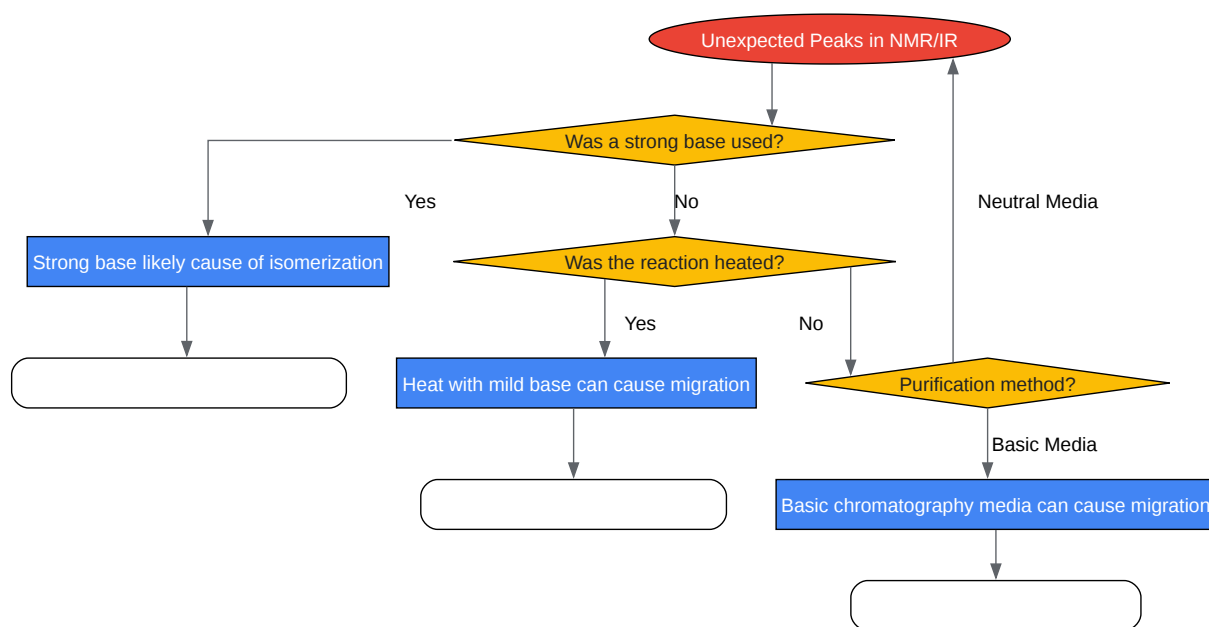 Unexpected Peaks in NMR/IR
Was a strong base used?
Yes
No
Neutral Media
Strong base likely cause of isomerization
Was the reaction heated?
Yes
No
Heat with mild base can cause migration
Purification method?
Basic Media
Basic chromatography media can cause migration